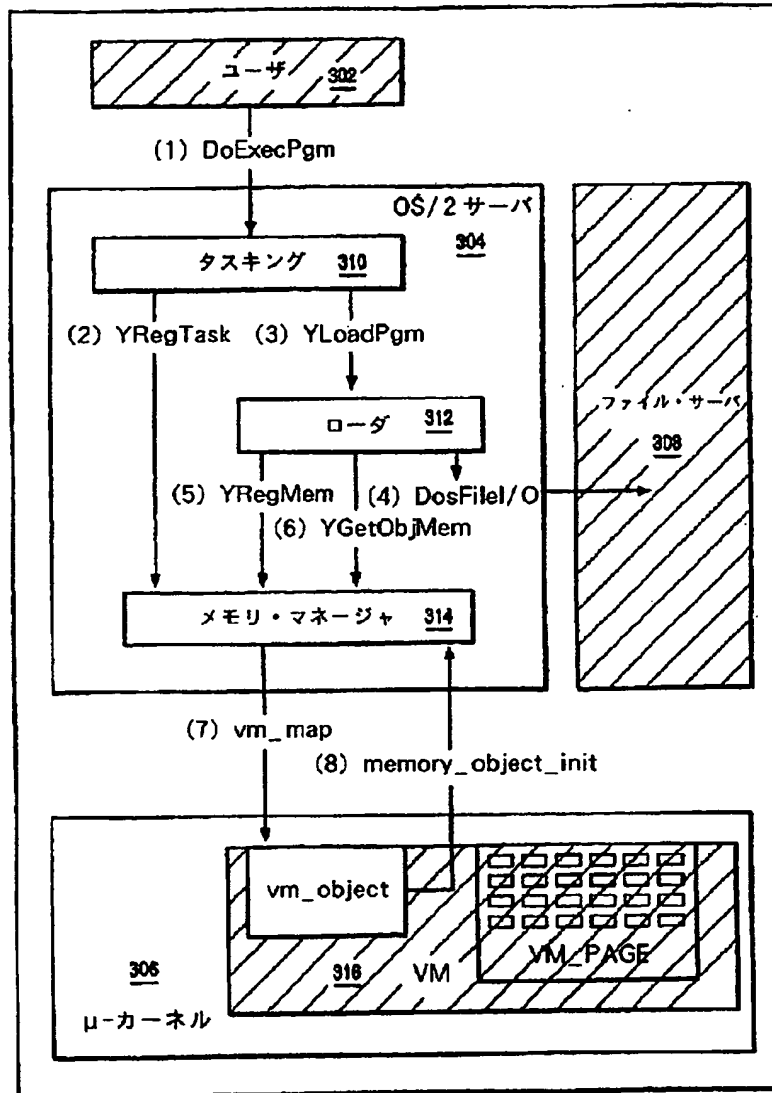 ユーザ 302
(1) DoExecPgm
OS/2 サーバ
304
タスキング 310
(2) YRegTask
(3) YLoadPgm
ローダ 312
ファイル・サーバ
308
(5) YRegMem
(4) DosFileI/O
(6) YGetObjMem
メモリ・マネージャ 314
(7) vm_map
(8) memory_object_init
vm_object
VM_PAGE
306
316 VM
μ-カーネル